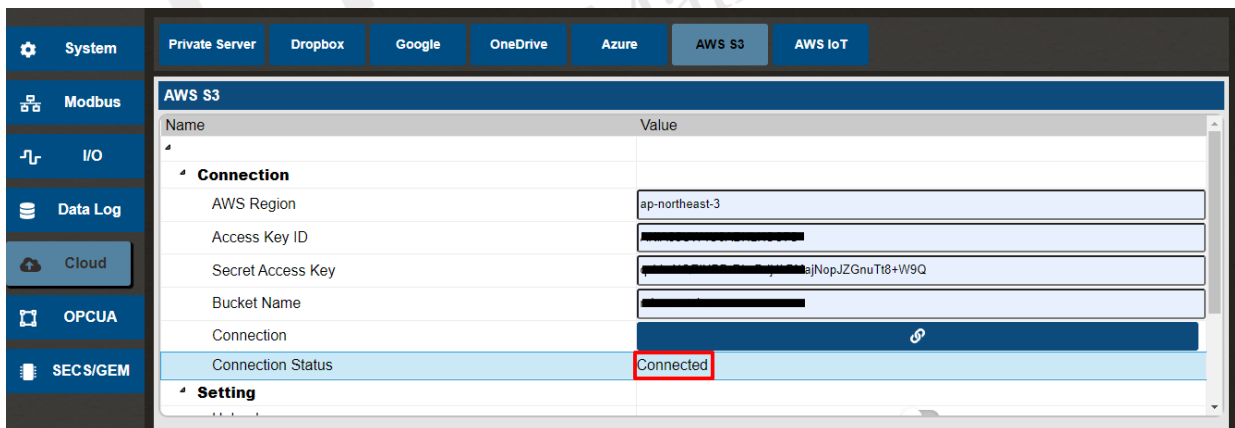 System
Modbus
I/O
Data Log
Cloud
OPCUA
SECS/GEM
Private Server Dropbox Google OneDrive Azure AWS S3 AWS IoT
AWS S3
Name Value
Connection
AWS Region ap-northeast-3
Access Key ID
Secret Access Key ajNopJZGnuTt8+W9Q
Bucket Name
Connection
Connection Status Connected
Setting